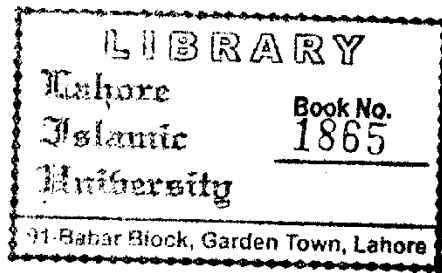 LIBRARY
Lahore
Islamic
University
Book No.
1865
91-Babar Block, Garden Town, Lahore